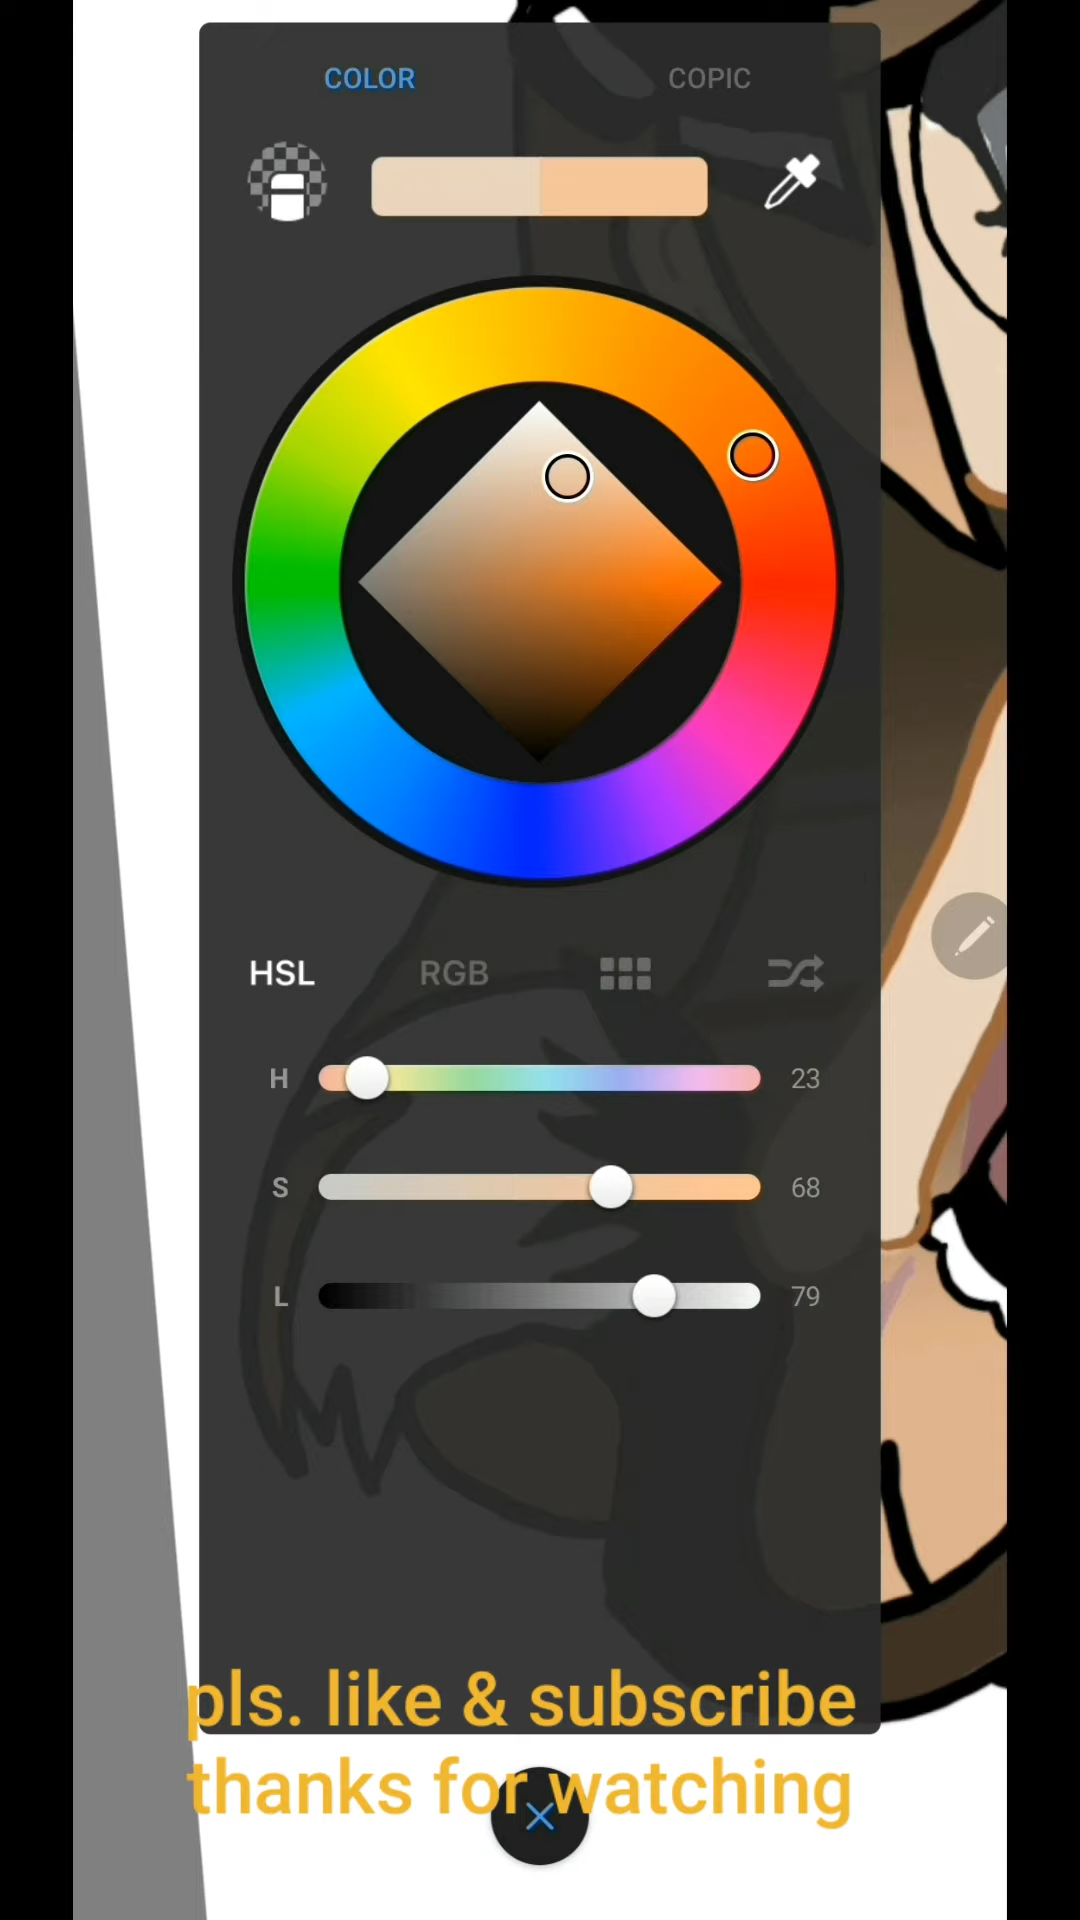 COLOR COPIC
HSL RGB
H 23
S 68
L 79
pls. like & subscribe
thanks for watching